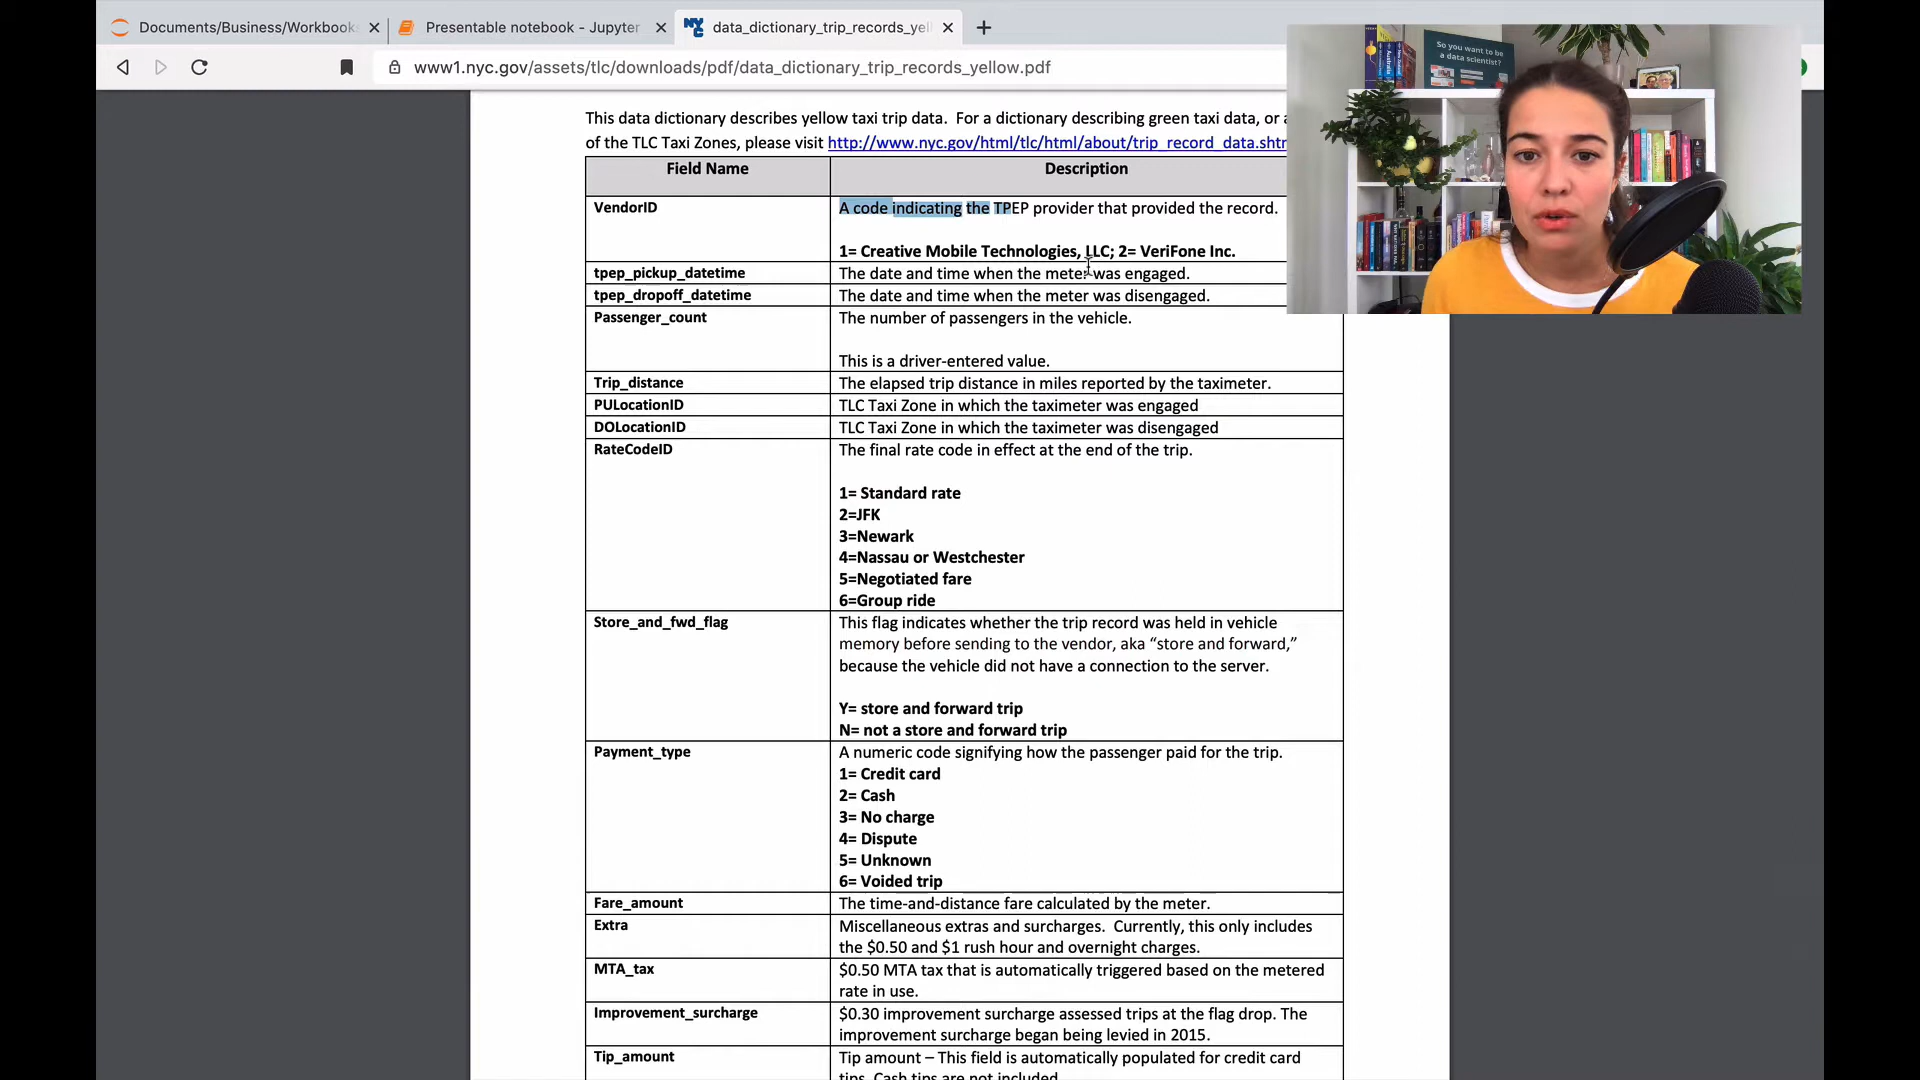 Documents/Business/Workbook
Presentable notebook - Jupyter
data_dictionary_trip_records_yel
www1.nyc.gov/assets/tlc/downloads/pdf/data_dictionary_trip_records_yellow.pdf
So you want to be
a data scientist?
This data dictionary describes yellow taxi trip data. For a dictionary describing green taxi data, or a
of the TLC Taxi Zones, please visit http://www.nyc.gov/html/tlc/html/about/trip_record_data.shtm
Field Name Description
VendorID A code indicating the TPEP provider that provided the record.
1= Creative Mobile Technologies, LLC; 2= VeriFone Inc.
tpep_pickup_datetime The date and time when the meter was engaged.
tpep_dropoff_datetime The date and time when the meter was disengaged.
Passenger_count The number of passengers in the vehicle.
This is a driver-entered value.
Trip_distance The elapsed trip distance in miles reported by the taximeter.
PULocationID TLC Taxi Zone in which the taximeter was engaged
DOLocationID TLC Taxi Zone in which the taximeter was disengaged
RateCodeID The final rate code in effect at the end of the trip.
1= Standard rate
2=JFK
3=Newark
4=Nassau or Westchester
5=Negotiated fare
6=Group ride
Store_and_fwd_flag This flag indicates whether the trip record was held in vehicle
memory before sending to the vendor, aka “store and forward,”
because the vehicle did not have a connection to the server.
Y= store and forward trip
N= not a store and forward trip
Payment_type A numeric code signifying how the passenger paid for the trip.
1= Credit card
2= Cash
3= No charge
4= Dispute
5= Unknown
6= Voided trip
Fare_amount The time-and-distance fare calculated by the meter.
Extra Miscellaneous extras and surcharges. Currently, this only includes
the $0.50 and $1 rush hour and overnight charges.
MTA_tax $0.50 MTA tax that is automatically triggered based on the metered
rate in use.
Improvement_surcharge $0.30 improvement surcharge assessed trips at the flag drop. The
improvement surcharge began being levied in 2015.
Tip_amount Tip amount – This field is automatically populated for credit card
tips. Cash tips are not included.